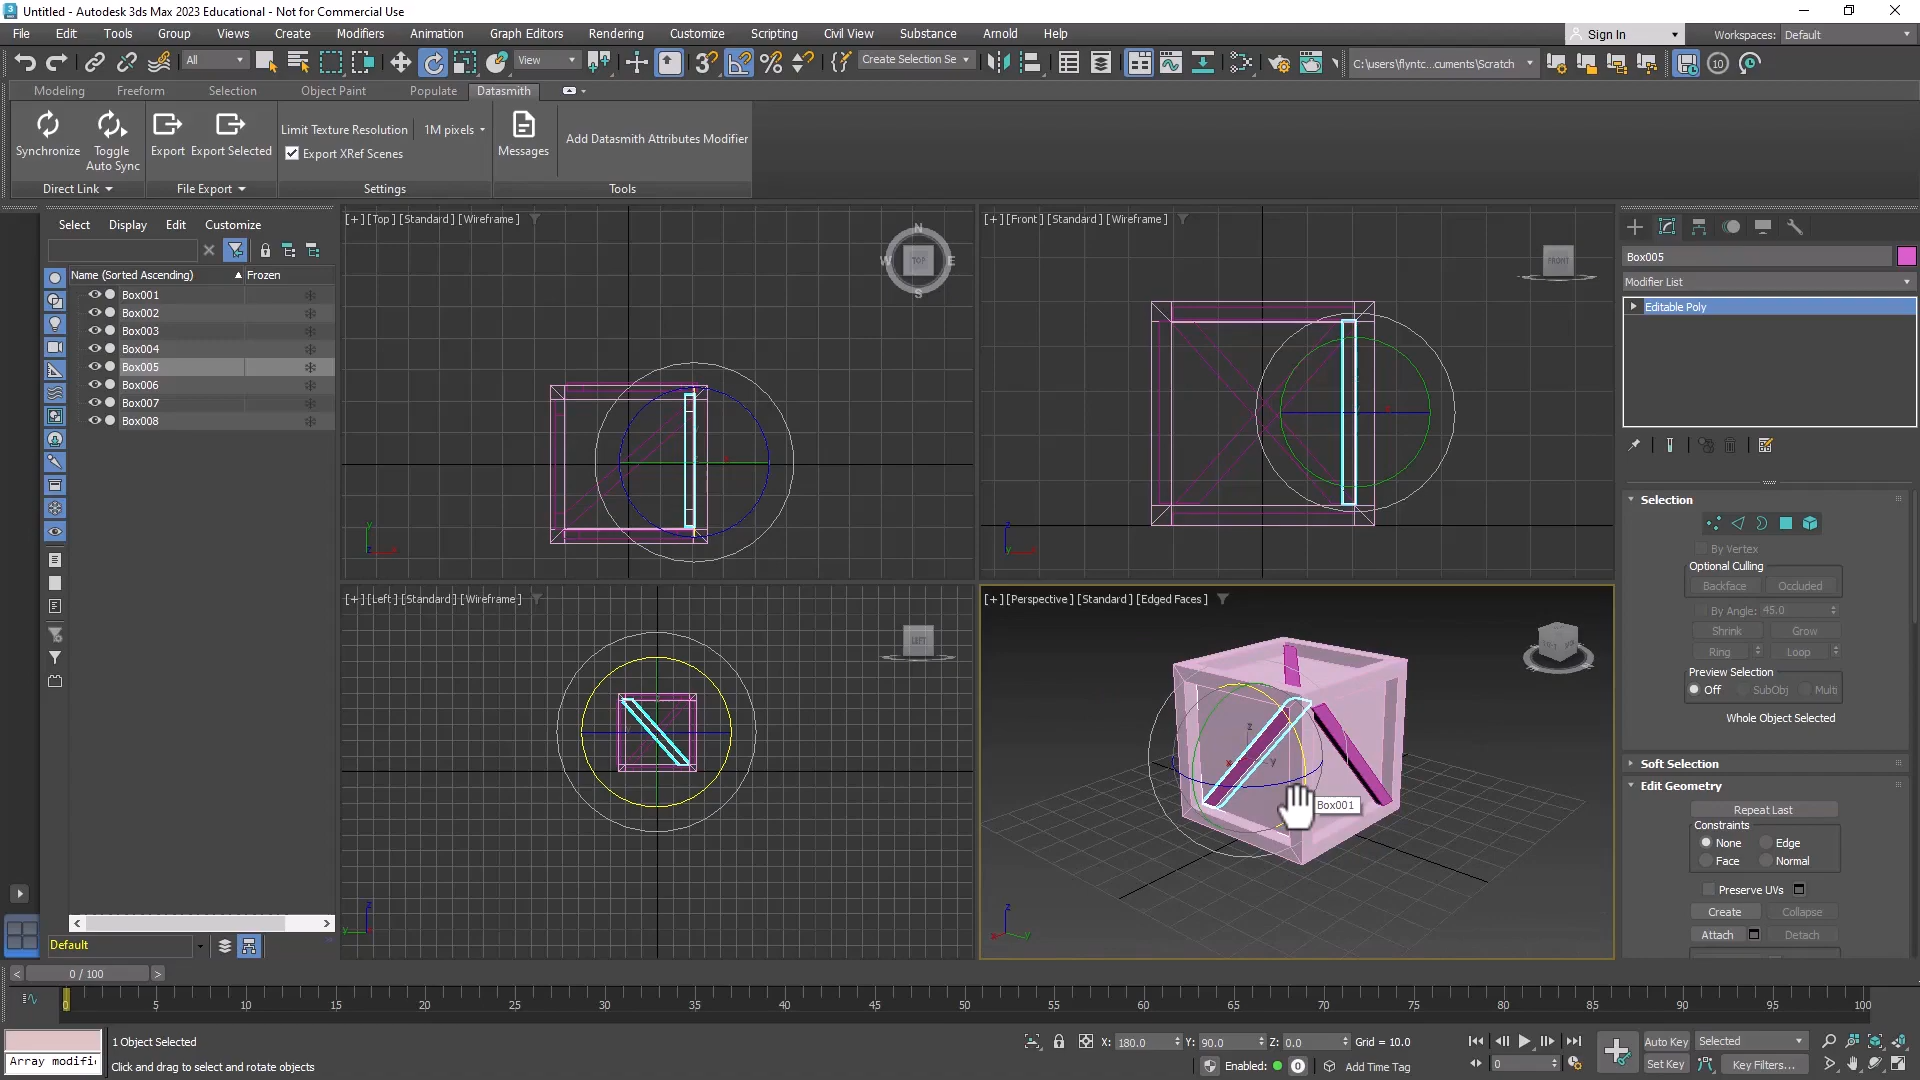 Untitled - Autodesk 3ds Max 2023 Educational - Not for Commercial Use
File Edit Tools Group Views Create Modifiers Animation Graph Editors Rendering Customize Scripting Civil View Substance Arnold Help
Sign In Workspaces: Default
All View Create Selection Se C:\users\flyntc...cuments\Scratch 10
Modeling Freeform Selection Object Paint Populate Datasmith
Synchronize Toggle Auto Sync Export Export Selected
Limit Texture Resolution 1M pixels
Export XRef Scenes
Messages
Add Datasmith Attributes Modifier
Direct Link File Export Settings Tools
Select Display Edit Customize
Name (Sorted Ascending) Frozen
Box001
Box002
Box003
Box004
Box005
Box006
Box007
Box008
Default
[+] [Top] [Standard] [Wireframe]
N
W TOP E
S
[+] [Front] [Standard] [Wireframe]
FRONT
[+] [Left] [Standard] [Wireframe]
LEFT
[+] [Perspective] [Standard] [Edged Faces]
Box001
Box005
Modifier List
Editable Poly
Selection
By Vertex
Optional Culling
Backface Occluded
By Angle: 45.0
Shrink Grow
Ring Loop
Preview Selection
Off SubObj Multi
Whole Object Selected
Soft Selection
Edit Geometry
Repeat Last
Constraints
None Edge
Face Normal
Preserve UVs
Create Collapse
Attach Detach
< 0 / 100 >
0 5 10 15 20 25 30 35 40 45 50 55 60 65 70 75 80 85 90 95 100
1 Object Selected
Array modifi
Click and drag to select and rotate objects
X: 180.0 Y: 90.0 Z: 0.0 Grid = 10.0
Enabled: 0 Add Time Tag
0
Auto Key Selected
Set Key Key Filters...